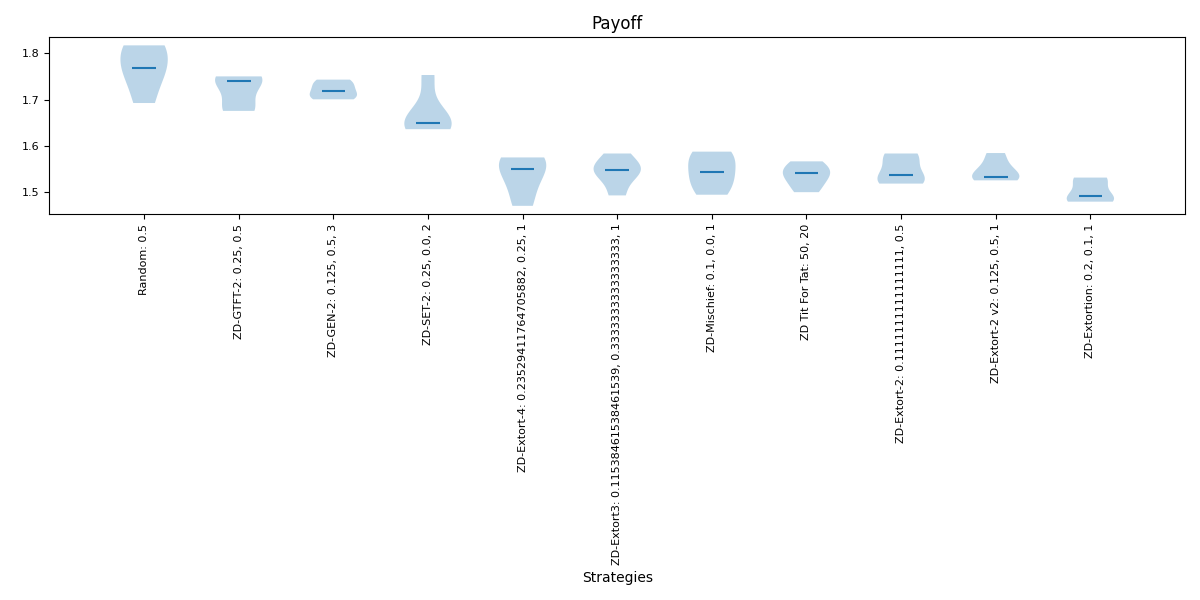 Payoff
1.8
1.7
1.6
1.5
Random: 0.5
ZD-GTFT-2: 0.25, 0.5
ZD-GEN-2: 0.125, 0.5, 3
ZD-SET-2: 0.25, 0.0, 2
ZD-Extort-4: 0.23529411764705882, 0.25, 1
ZD-Extort3: 0.11538461538461539, 0.3333333333333333, 1
ZD-Mischief: 0.1, 0.0, 1
ZD Tit For Tat: 50, 20
ZD-Extort-2: 0.1111111111111111, 0.5
ZD-Extort-2 v2: 0.125, 0.5, 1
ZD-Extortion: 0.2, 0.1, 1
Strategies